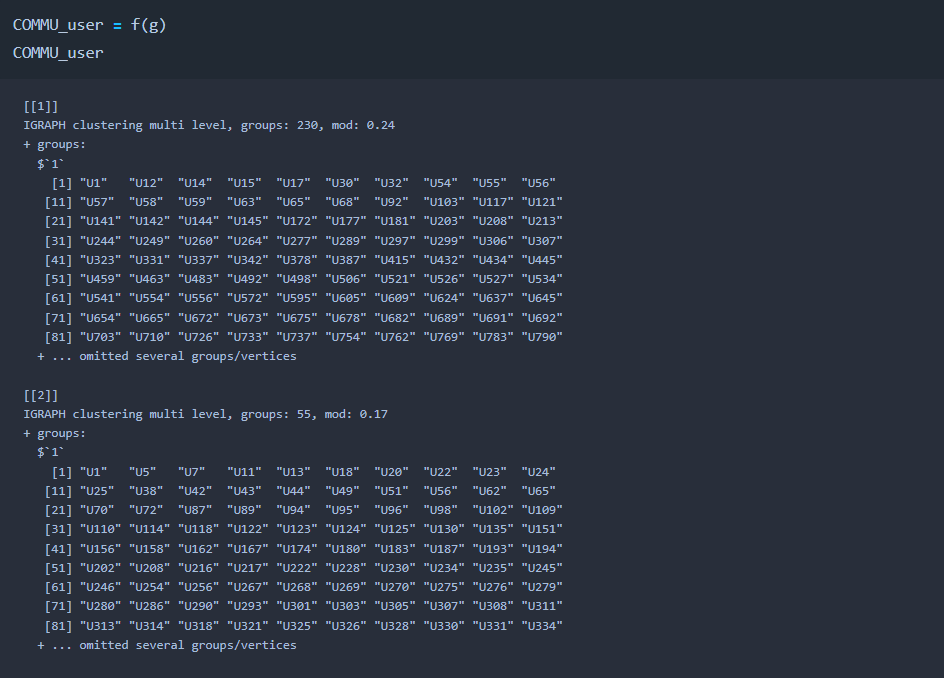 COMMU_user = f(g)
COMMU_user
[[1]]
IGRAPH clustering multi level, groups: 230, mod: 0.24
+ groups:
  $`1`
    [1] "U1"   "U12"  "U14"  "U15"  "U17"  "U30"  "U32"  "U54"  "U55"  "U56"
   [11] "U57"  "U58"  "U59"  "U63"  "U65"  "U68"  "U92"  "U103" "U117" "U121"
   [21] "U141" "U142" "U144" "U145" "U172" "U177" "U181" "U203" "U208" "U213"
   [31] "U244" "U249" "U260" "U264" "U277" "U289" "U297" "U299" "U306" "U307"
   [41] "U323" "U331" "U337" "U342" "U378" "U387" "U415" "U432" "U434" "U445"
   [51] "U459" "U463" "U483" "U492" "U498" "U506" "U521" "U526" "U527" "U534"
   [61] "U541" "U554" "U556" "U572" "U595" "U605" "U609" "U624" "U637" "U645"
   [71] "U654" "U665" "U672" "U673" "U675" "U678" "U682" "U689" "U691" "U692"
   [81] "U703" "U710" "U726" "U733" "U737" "U754" "U762" "U769" "U783" "U790"
  + ... omitted several groups/vertices
[[2]]
IGRAPH clustering multi level, groups: 55, mod: 0.17
+ groups:
  $`1`
    [1] "U1"   "U5"   "U7"   "U11"  "U13"  "U18"  "U20"  "U22"  "U23"  "U24"
   [11] "U25"  "U38"  "U42"  "U43"  "U44"  "U49"  "U51"  "U56"  "U62"  "U65"
   [21] "U70"  "U72"  "U87"  "U89"  "U94"  "U95"  "U96"  "U98"  "U102" "U109"
   [31] "U110" "U114" "U118" "U122" "U123" "U124" "U125" "U130" "U135" "U151"
   [41] "U156" "U158" "U162" "U167" "U174" "U180" "U183" "U187" "U193" "U194"
   [51] "U202" "U208" "U216" "U217" "U222" "U228" "U230" "U234" "U235" "U245"
   [61] "U246" "U254" "U256" "U267" "U268" "U269" "U270" "U275" "U276" "U279"
   [71] "U280" "U286" "U290" "U293" "U301" "U303" "U305" "U307" "U308" "U311"
   [81] "U313" "U314" "U318" "U321" "U325" "U326" "U328" "U330" "U331" "U334"
  + ... omitted several groups/vertices